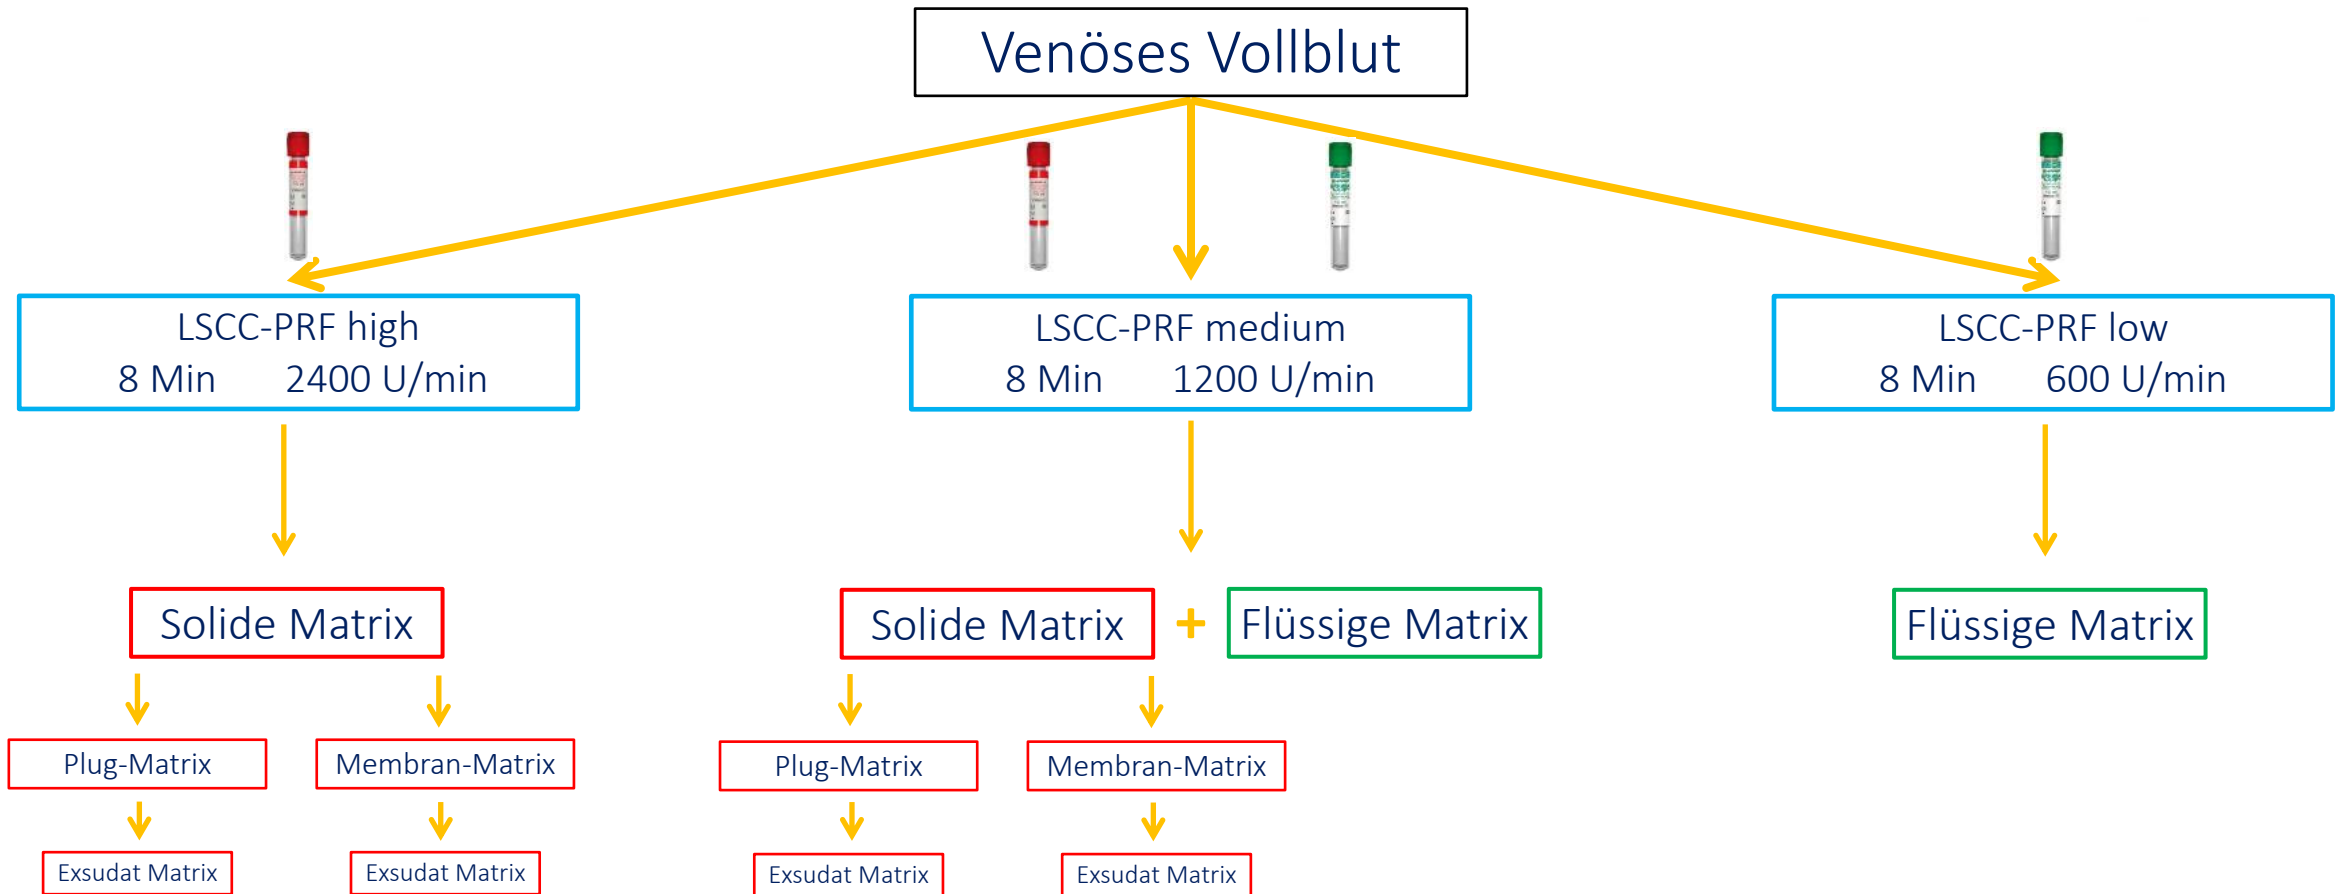 Venöses Vollblut
LSCC-PRF high
8 Min 2400 U/min
LSCC-PRF medium
8 Min 1200 U/min
LSCC-PRF low
8 Min 600 U/min
Solide Matrix
Solide Matrix + Flüssige Matrix
Flüssige Matrix
Plug-Matrix
Membran-Matrix
Plug-Matrix
Membran-Matrix
Exsudat Matrix
Exsudat Matrix
Exsudat Matrix
Exsudat Matrix